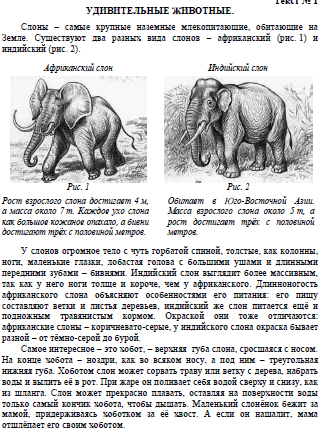 Текст № 1
УДИВИТЕЛЬНЫЕ ЖИВОТНЫЕ.
Слоны – самые крупные наземные млекопитающие, обитающие на
Земле. Существуют два разных вида слонов – африканский (рис. 1) и
индийский (рис. 2).
Африканский слон
Индийский слон
Рис. 1
Рис. 2
Рост взрослого слона достигает 4 м,
а масса около 7 т. Каждое ухо слона
как большое кожаное опахало, а бивни
достигают трёх с половиной метров.
Обитает в Юго-Восточной Азии.
Масса взрослого слона около 5 т, а
рост достигает трёх с половиной
метров.
У слонов огромное тело с чуть горбатой спиной, толстые, как колонны,
ноги, маленькие глазки, лобастая голова с большими ушами и длинными
передними зубами – бивнями. Индийский слон выглядит более массивным,
так как у него ноги толще и короче, чем у африканского. Длинноногость
африканского слона объясняют особенностями его питания: его пищу
составляют ветки и листья деревьев, индийский же слон питается ещё и
подножным травянистым кормом. Окраской они тоже отличаются:
африканские слоны – коричневато-серые, у индийского слона окраска бывает
разной – от тёмно-серой до бурой.
Самое интересное – это хобот, – верхняя губа слона, сросшаяся с носом.
На конце хобота – ноздри, как во всяком носу, а под ним – треугольная
нижняя губа. Хоботом слон может сорвать траву или ветку с дерева, набрать
воды и вылить её в рот. При жаре он поливает себя водой сверху и снизу, как
из шланга. Слон может прекрасно плавать, оставляя на поверхности воды
только самый кончик хобота, чтобы дышать. Маленький слонёнок бежит за
мамой, придерживаясь хоботком за её хвост. А если он нашалит, мама
отшлёпает его своим хоботом.